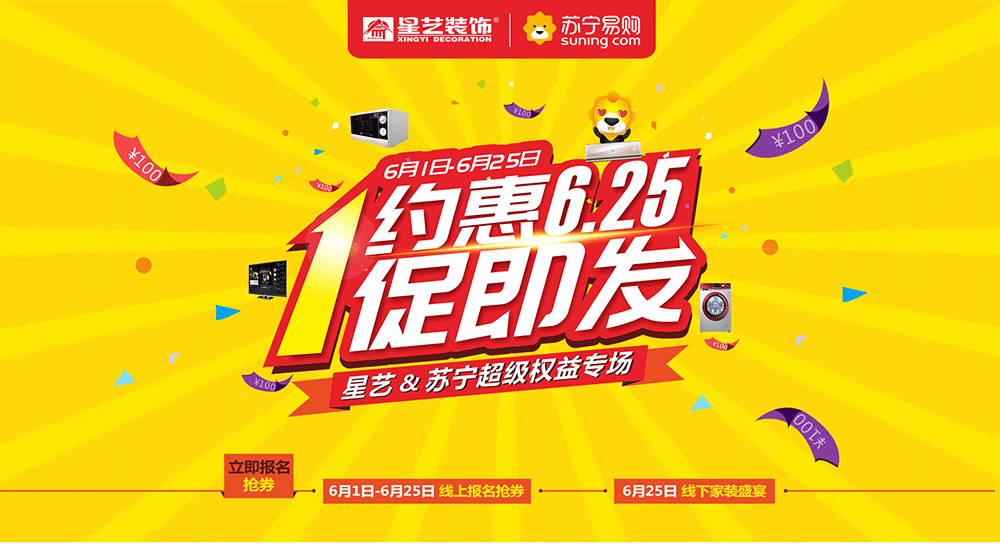 星艺装饰®
XINGYI DECORATION
苏宁易购
suning.com
¥100
¥100
¥100
¥100
6月1日-6月25日
1
约惠6.25
促即发
¥100
¥100
¥100
星艺 & 苏宁超级权益专场
立即报名
抢券
6月1日-6月25日 线上报名抢券
6月25日 线下家装盛宴